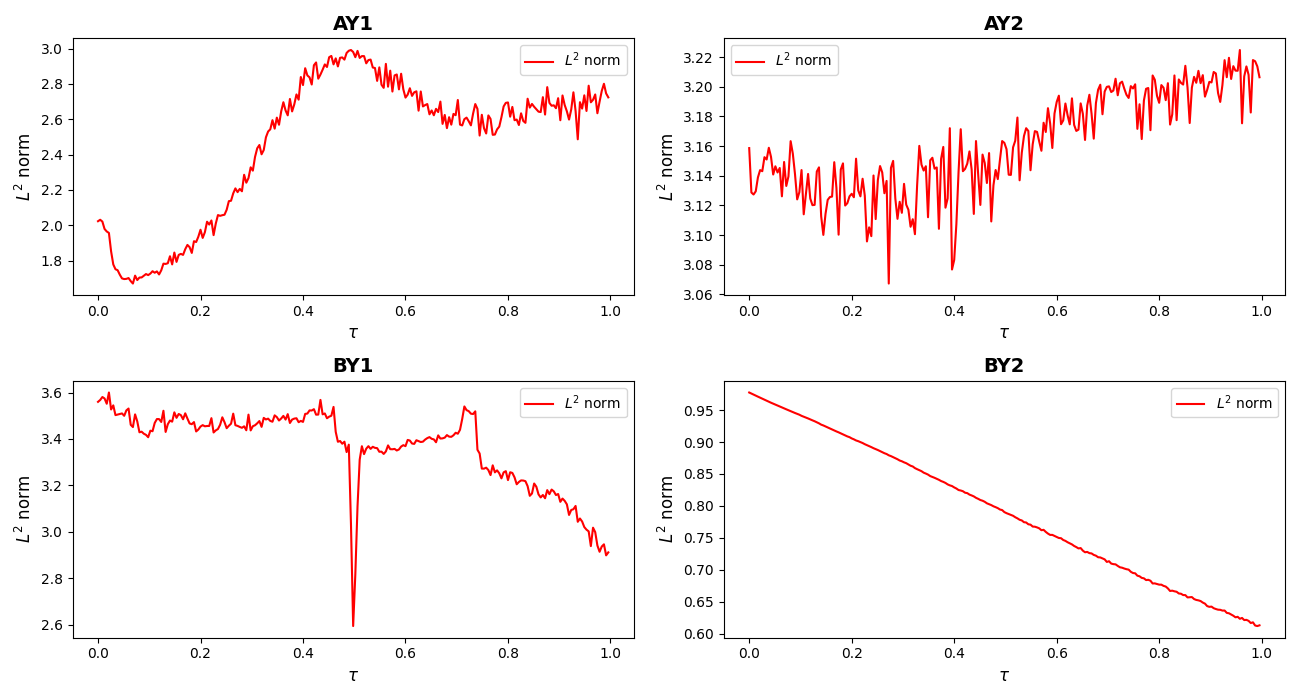 AY1
L² norm
3.0
2.8
2.6
2.4
2.2
2.0
1.8
L² norm
0.0 0.2 0.4 0.6 0.8 1.0
τ
AY2
L² norm
3.22
3.20
3.18
3.16
3.14
3.12
3.10
3.08
3.06
L² norm
0.0 0.2 0.4 0.6 0.8 1.0
τ
BY1
L² norm
3.6
3.4
3.2
3.0
2.8
2.6
L² norm
0.0 0.2 0.4 0.6 0.8 1.0
τ
BY2
L² norm
0.95
0.90
0.85
0.80
0.75
0.70
0.65
0.60
L² norm
0.0 0.2 0.4 0.6 0.8 1.0
τ